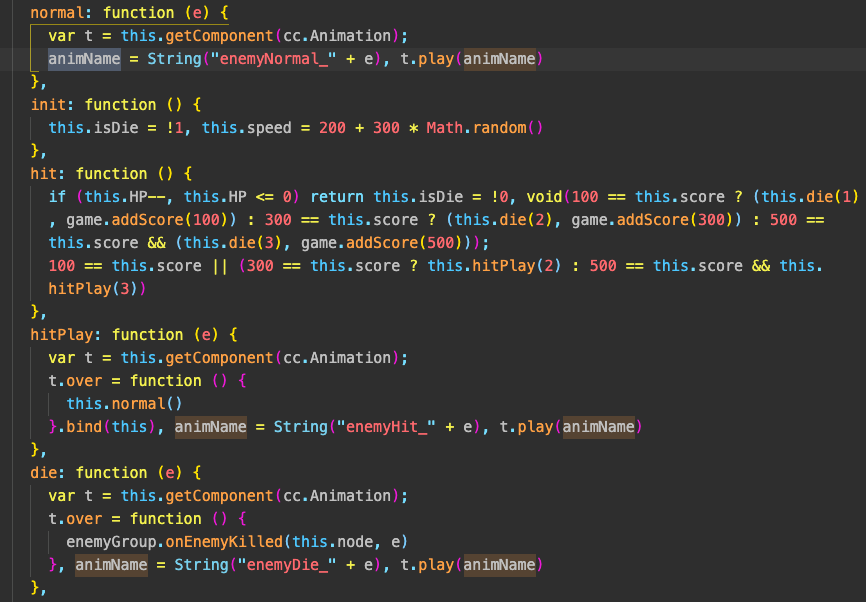 normal: function (e) {
var t = this.getComponent(cc.Animation);
animName = String("enemyNormal_" + e), t.play(animName)
},
init: function () {
this.isDie = !1, this.speed = 200 + 300 * Math.random()
},
hit: function () {
if (this.HP--, this.HP <= 0) return this.isDie = !0, void(100 == this.score ? (this.die(1)
, game.addScore(100)) : 300 == this.score ? (this.die(2), game.addScore(300)) : 500 ==
this.score && (this.die(3), game.addScore(500)));
100 == this.score || (300 == this.score ? this.hitPlay(2) : 500 == this.score && this.
hitPlay(3))
},
hitPlay: function (e) {
var t = this.getComponent(cc.Animation);
t.over = function () {
this.normal()
}.bind(this), animName = String("enemyHit_" + e), t.play(animName)
},
die: function (e) {
var t = this.getComponent(cc.Animation);
t.over = function () {
enemyGroup.onEnemyKilled(this.node, e)
}, animName = String("enemyDie_" + e), t.play(animName)
},